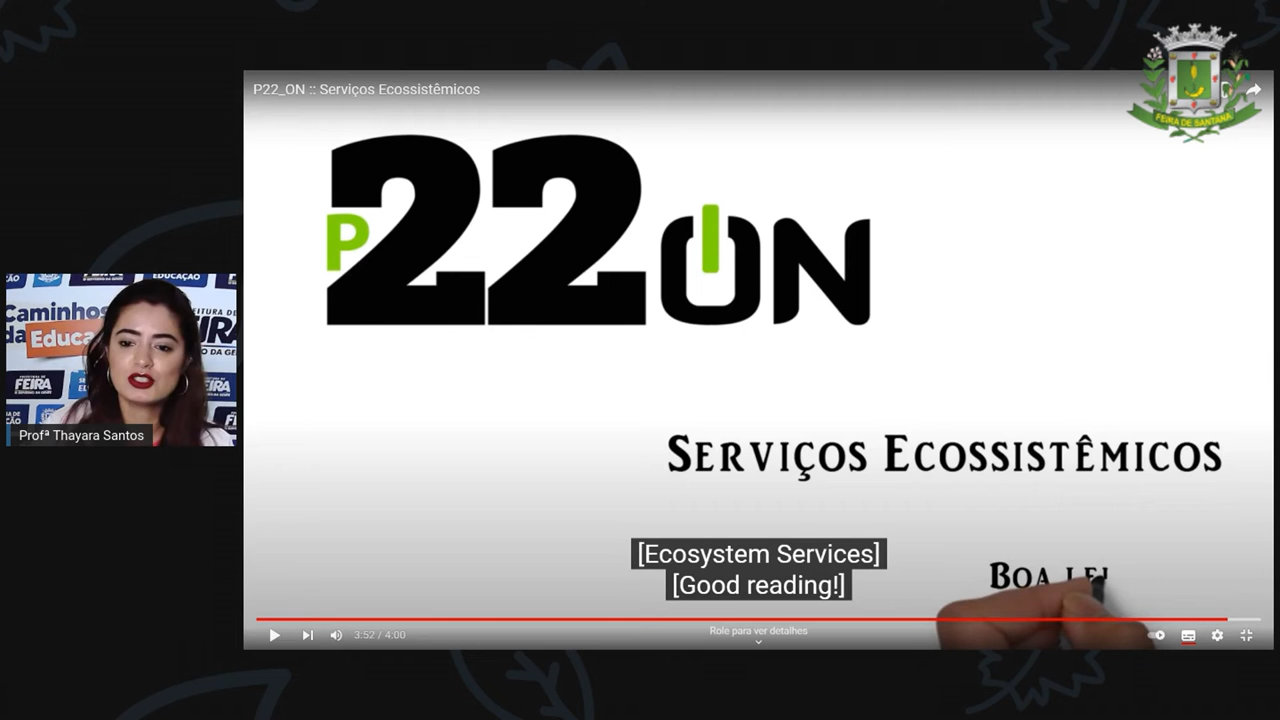 P22_ON :: Serviços Ecossistêmicos
FEIRA DE SANTANA
P22ON
Serviços Ecossistêmicos
[Ecosystem Services]
[Good reading!]
Boa
3:52 / 4:00
Role para ver detalhes
EDUCAÇÃO
Caminhos
da Educa
FEIRA
Profª Thayara Santos